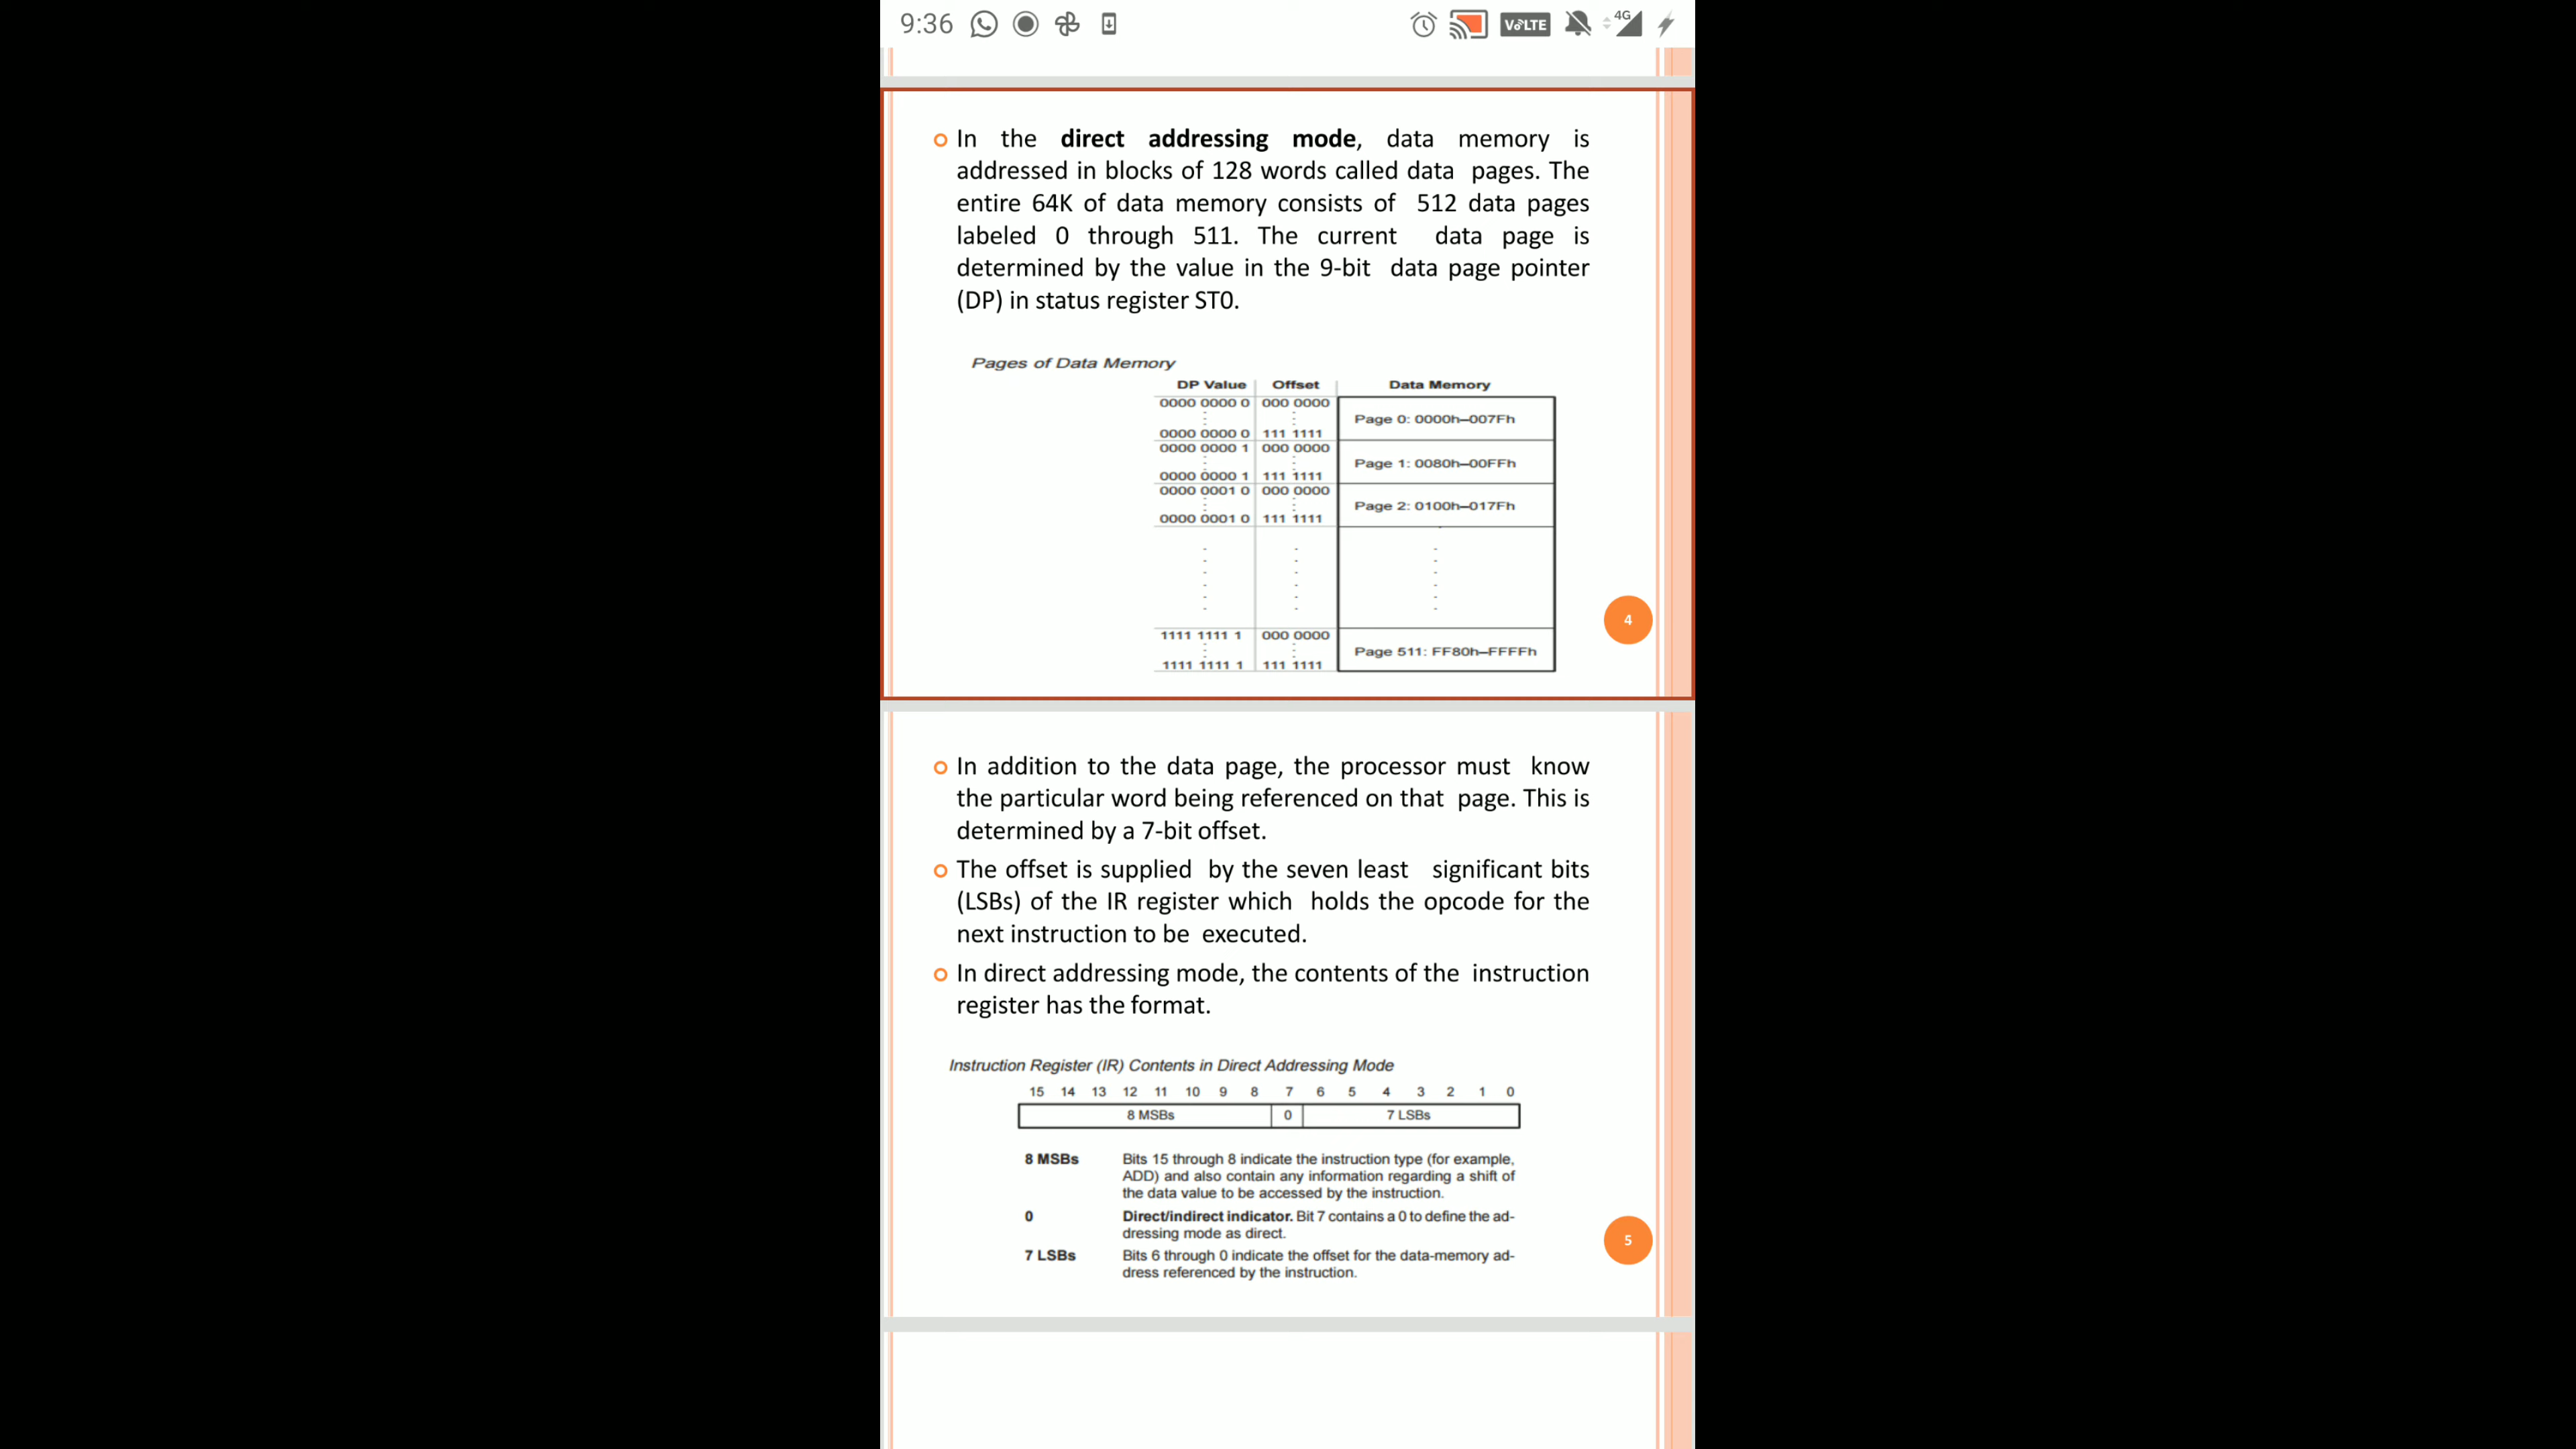 9:36 VoLTE 4G
In the direct addressing mode, data memory is
addressed in blocks of 128 words called data pages. The
entire 64K of data memory consists of 512 data pages
labeled 0 through 511. The current data page is
determined by the value in the 9-bit data page pointer
(DP) in status register ST0.
Pages of Data Memory
DP Value Offset Data Memory
0000 0000 0 000 0000
Page 0: 0000h–007Fh
0000 0000 0 111 1111
0000 0000 1 000 0000
Page 1: 0080h–00FFh
0000 0000 1 111 1111
0000 0001 0 000 0000
Page 2: 0100h–017Fh
0000 0001 0 111 1111
1111 1111 1 000 0000
Page 511: FF80h–FFFFh
1111 1111 1 111 1111
4
In addition to the data page, the processor must know
the particular word being referenced on that page. This is
determined by a 7-bit offset.
The offset is supplied by the seven least significant bits
(LSBs) of the IR register which holds the opcode for the
next instruction to be executed.
In direct addressing mode, the contents of the instruction
register has the format.
Instruction Register (IR) Contents in Direct Addressing Mode
15 14 13 12 11 10 9 8 7 6 5 4 3 2 1 0
8 MSBs 0 7 LSBs
8 MSBs Bits 15 through 8 indicate the instruction type (for example,
ADD) and also contain any information regarding a shift of
the data value to be accessed by the instruction.
0 Direct/indirect indicator. Bit 7 contains a 0 to define the ad-
dressing mode as direct.
7 LSBs Bits 6 through 0 indicate the offset for the data-memory ad-
dress referenced by the instruction.
5